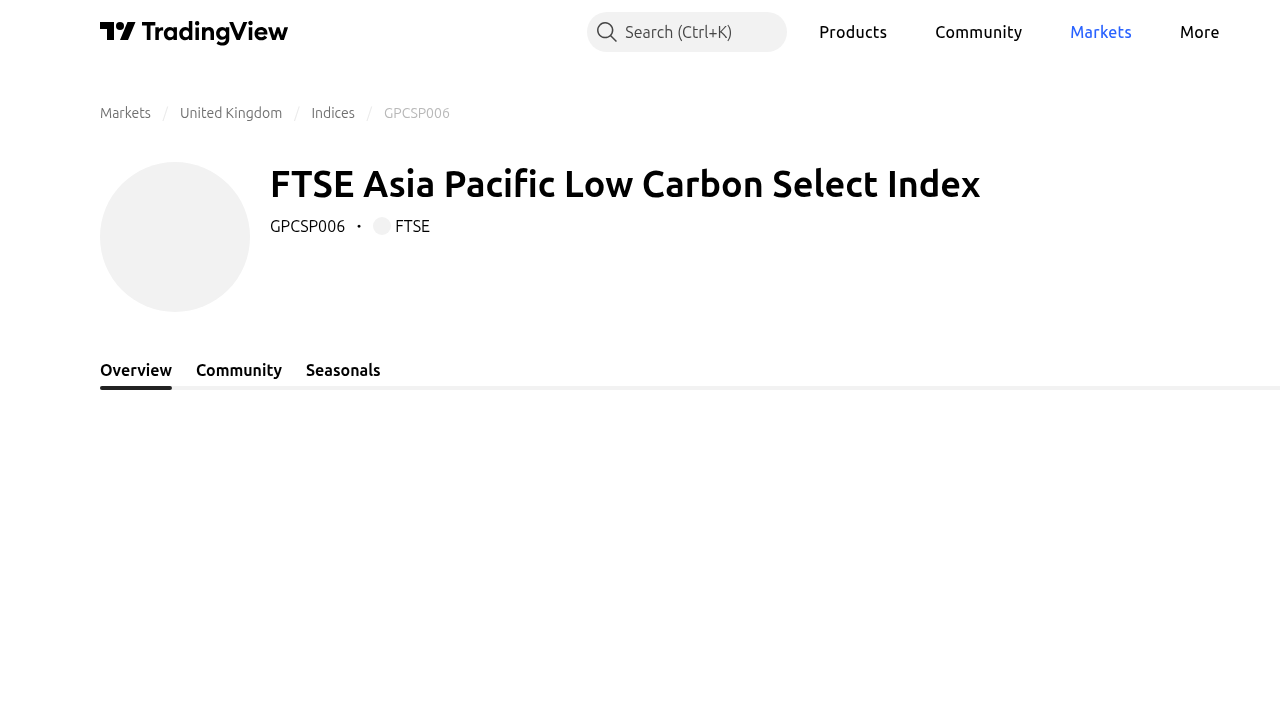 TradingView
Search (Ctrl+K)
Products
Community
Markets
More
Markets / United Kingdom / Indices / GPCSP006
FTSE Asia Pacific Low Carbon Select Index
GPCSP006 • FTSE
Overview
Community
Seasonals